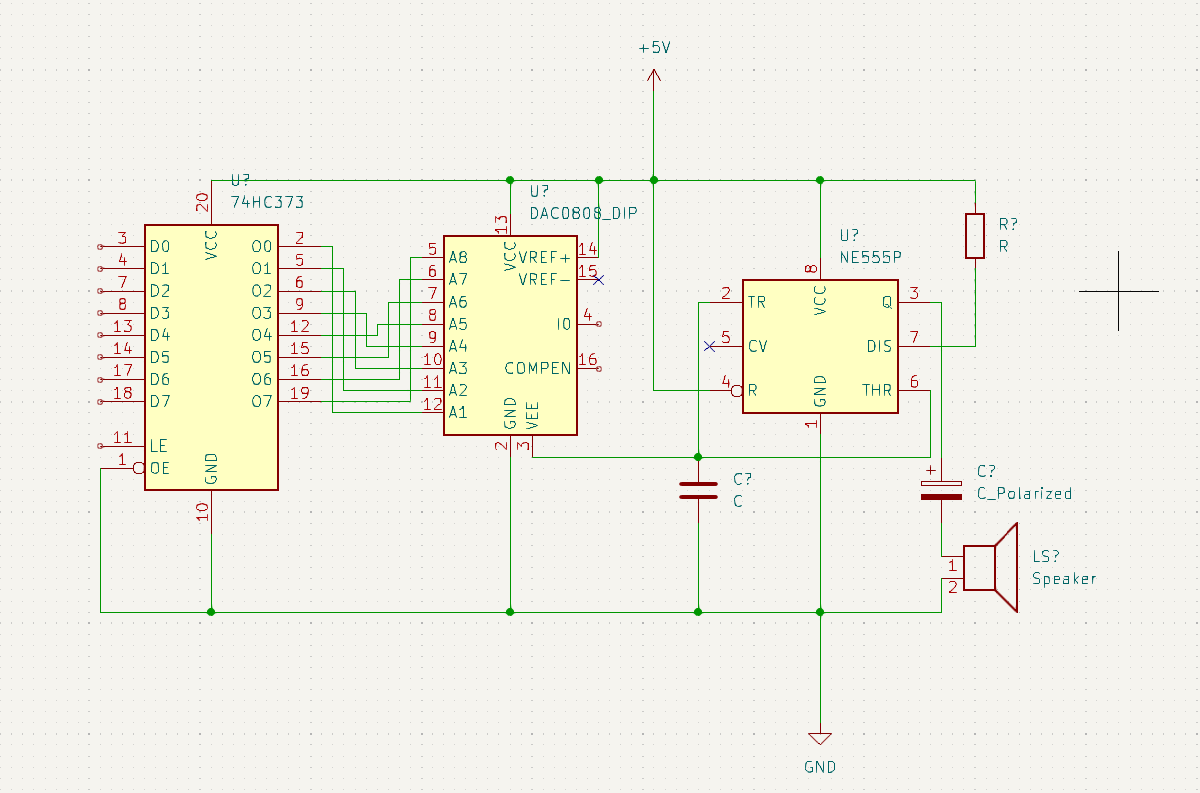 +5V
U?
74HC373
20
VCC
3 D0 O0 2
4 D1 O1 5
7 D2 O2 6
8 D3 O3 9
13 D4 O4 12
14 D5 O5 15
17 D6 O6 16
18 D7 O7 19
11 LE
1 OE
GND
10
U?
DAC0808_DIP
13
VCC
5 A8 VREF+ 14
6 A7 VREF- 15
7 A6
8 A5 IO 4
9 A4
10 A3 COMPEN 16
11 A2
12 A1
GND VEE
2 3
U?
NE555P
8
VCC
2 TR Q 3
5 CV DIS 7
4 R THR 6
GND
1
R?
R
C?
C
+
C?
C_Polarized
LS?
Speaker
1
2
GND